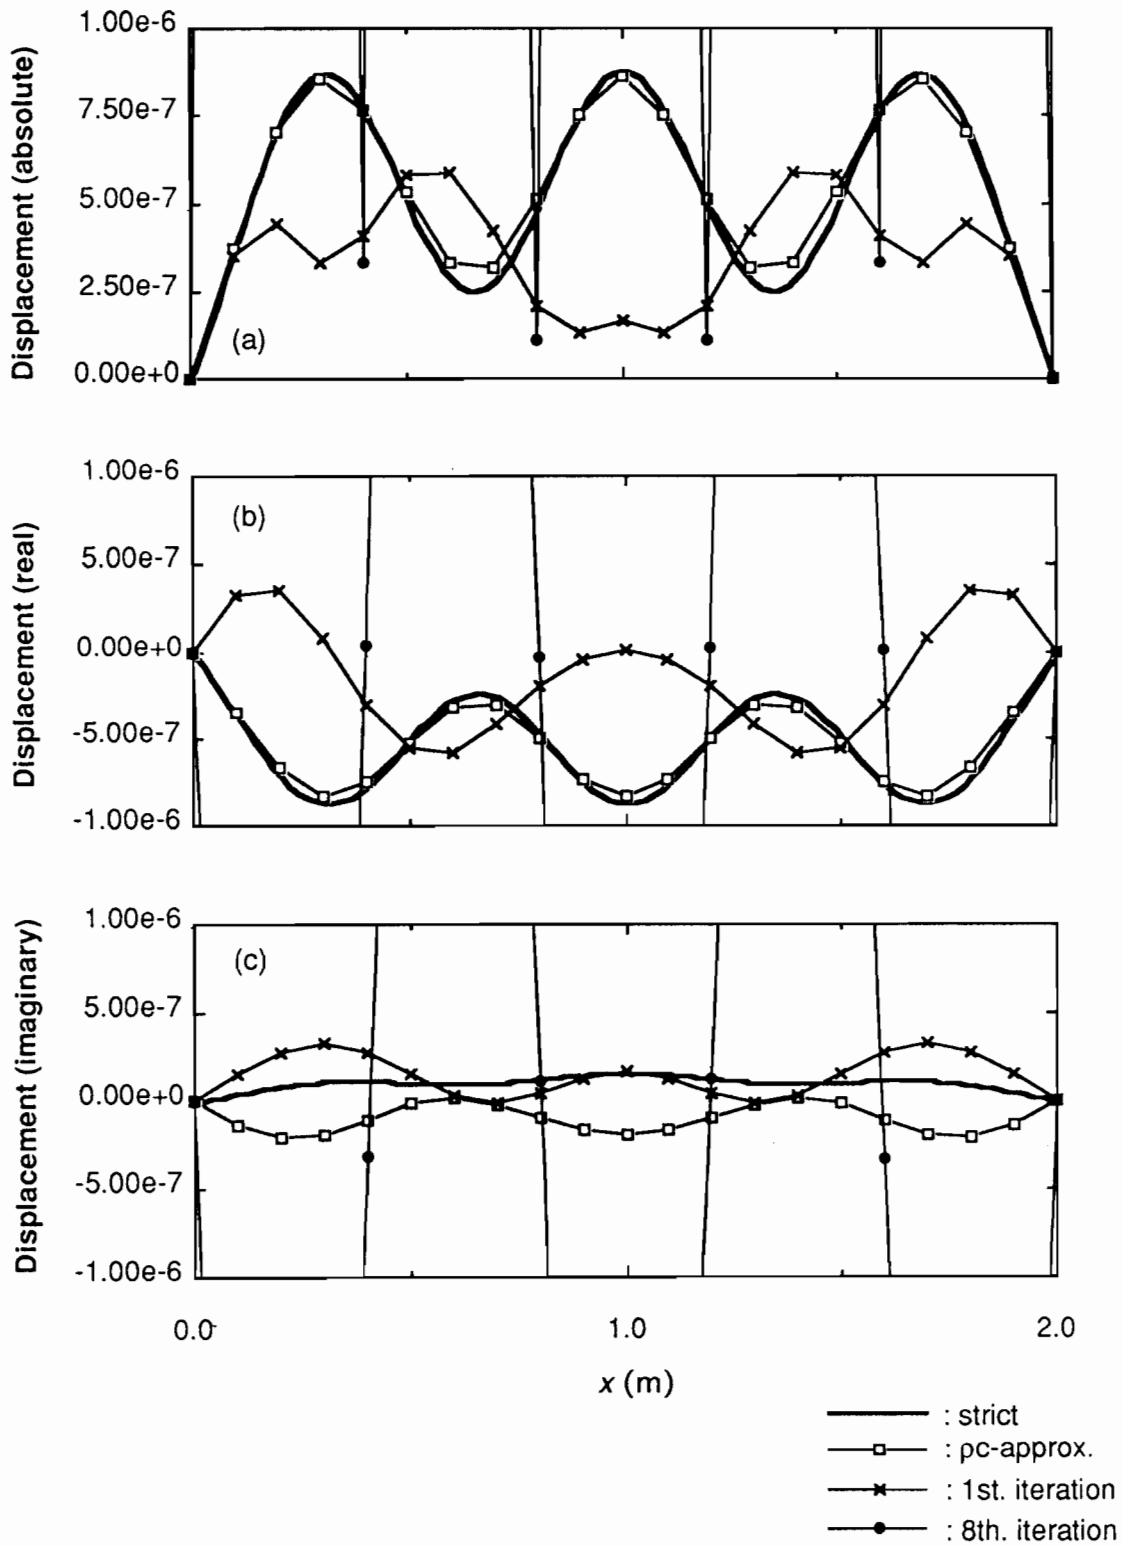 Displacement (absolute)
1.00e-6
7.50e-7
5.00e-7
2.50e-7
0.00e+0
(a)
Displacement (real)
1.00e-6
5.00e-7
0.00e+0
-5.00e-7
-1.00e-6
(b)
Displacement (imaginary)
1.00e-6
5.00e-7
0.00e+0
-5.00e-7
-1.00e-6
(c)
0.0 1.0 2.0
x (m)
: strict
: ρc-approx.
: 1st. iteration
: 8th. iteration